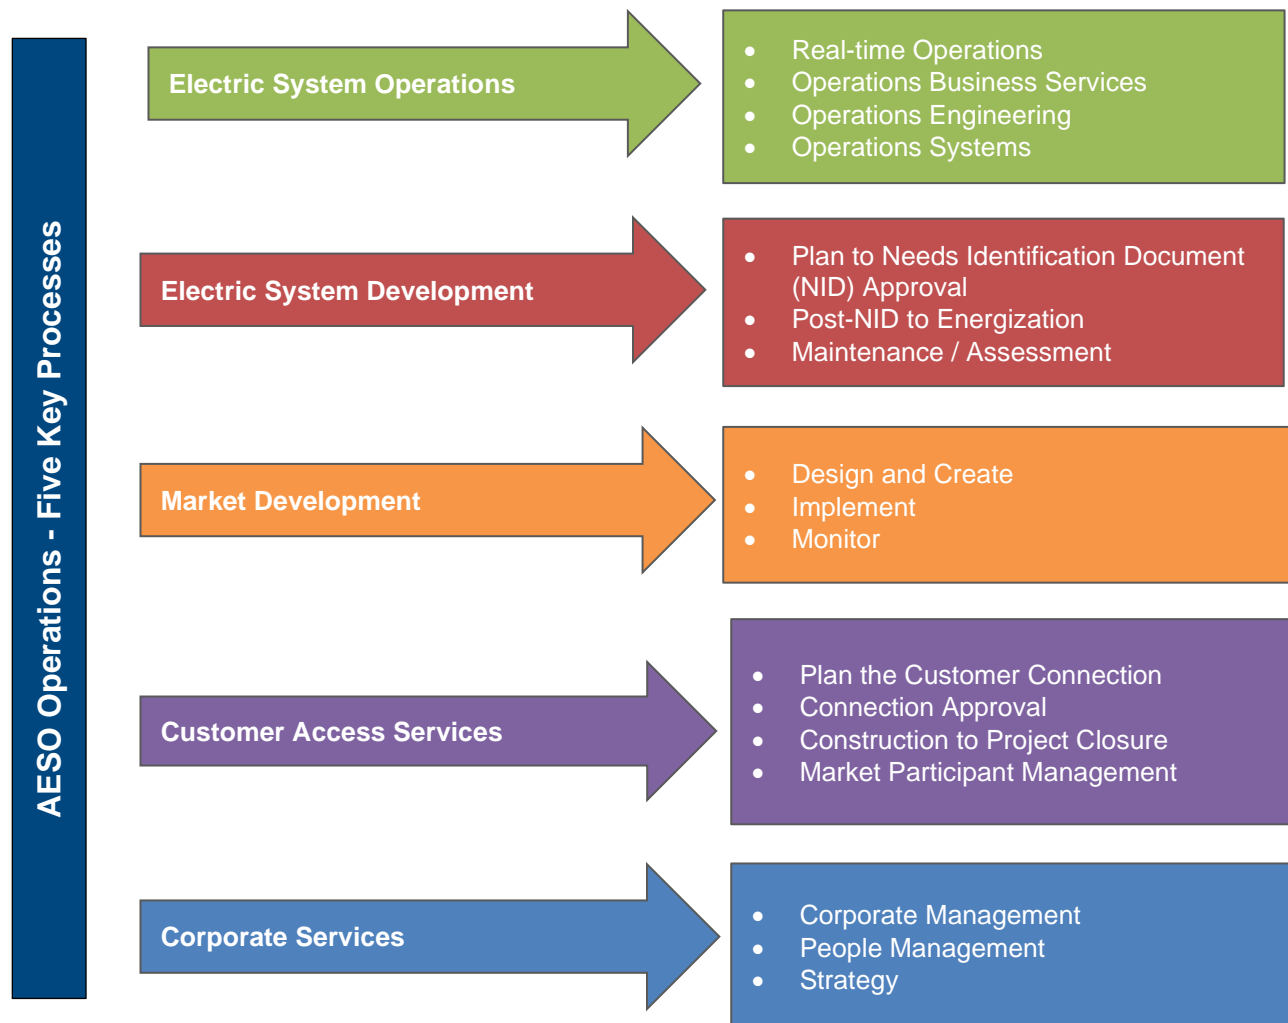 AESO Operations - Five Key Processes
Electric System Operations
• Real-time Operations
• Operations Business Services
• Operations Engineering
• Operations Systems
Electric System Development
• Plan to Needs Identification Document
(NID) Approval
• Post-NID to Energization
• Maintenance / Assessment
Market Development
• Design and Create
• Implement
• Monitor
Customer Access Services
• Plan the Customer Connection
• Connection Approval
• Construction to Project Closure
• Market Participant Management
Corporate Services
• Corporate Management
• People Management
• Strategy